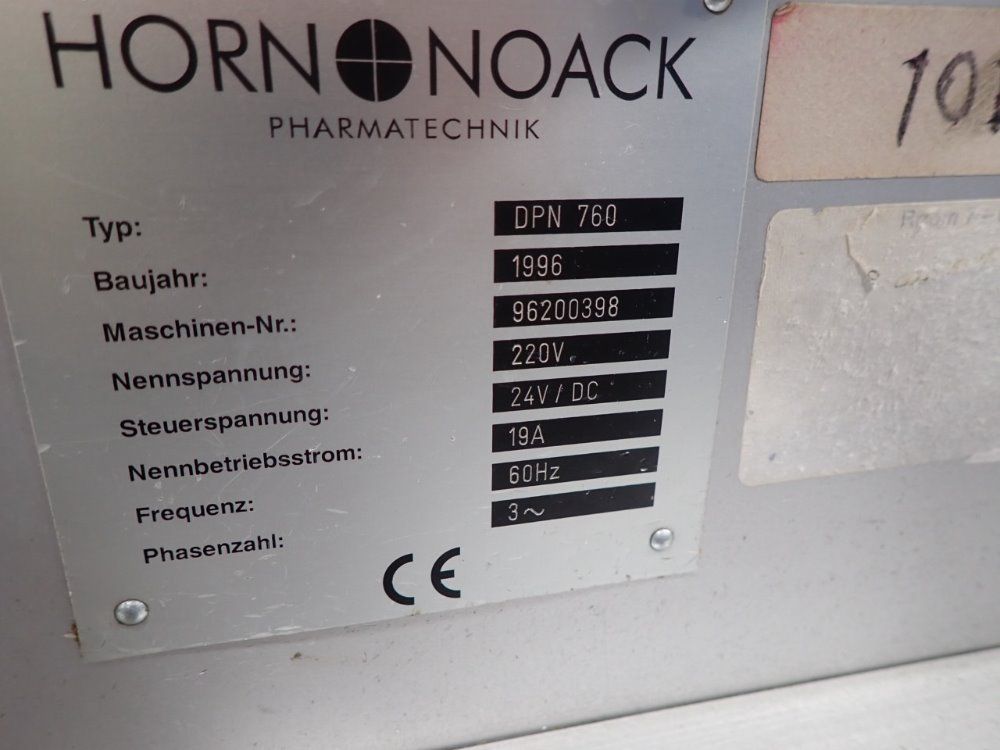 HORN NOACK
PHARMATECHNIK
Typ: DPN 760
Baujahr: 1996
Maschinen-Nr.: 96200398
Nennspannung: 220V
Steuerspannung: 24V / DC
Nennbetriebsstrom: 19A
Frequenz: 60Hz
Phasenzahl: 3~
CE